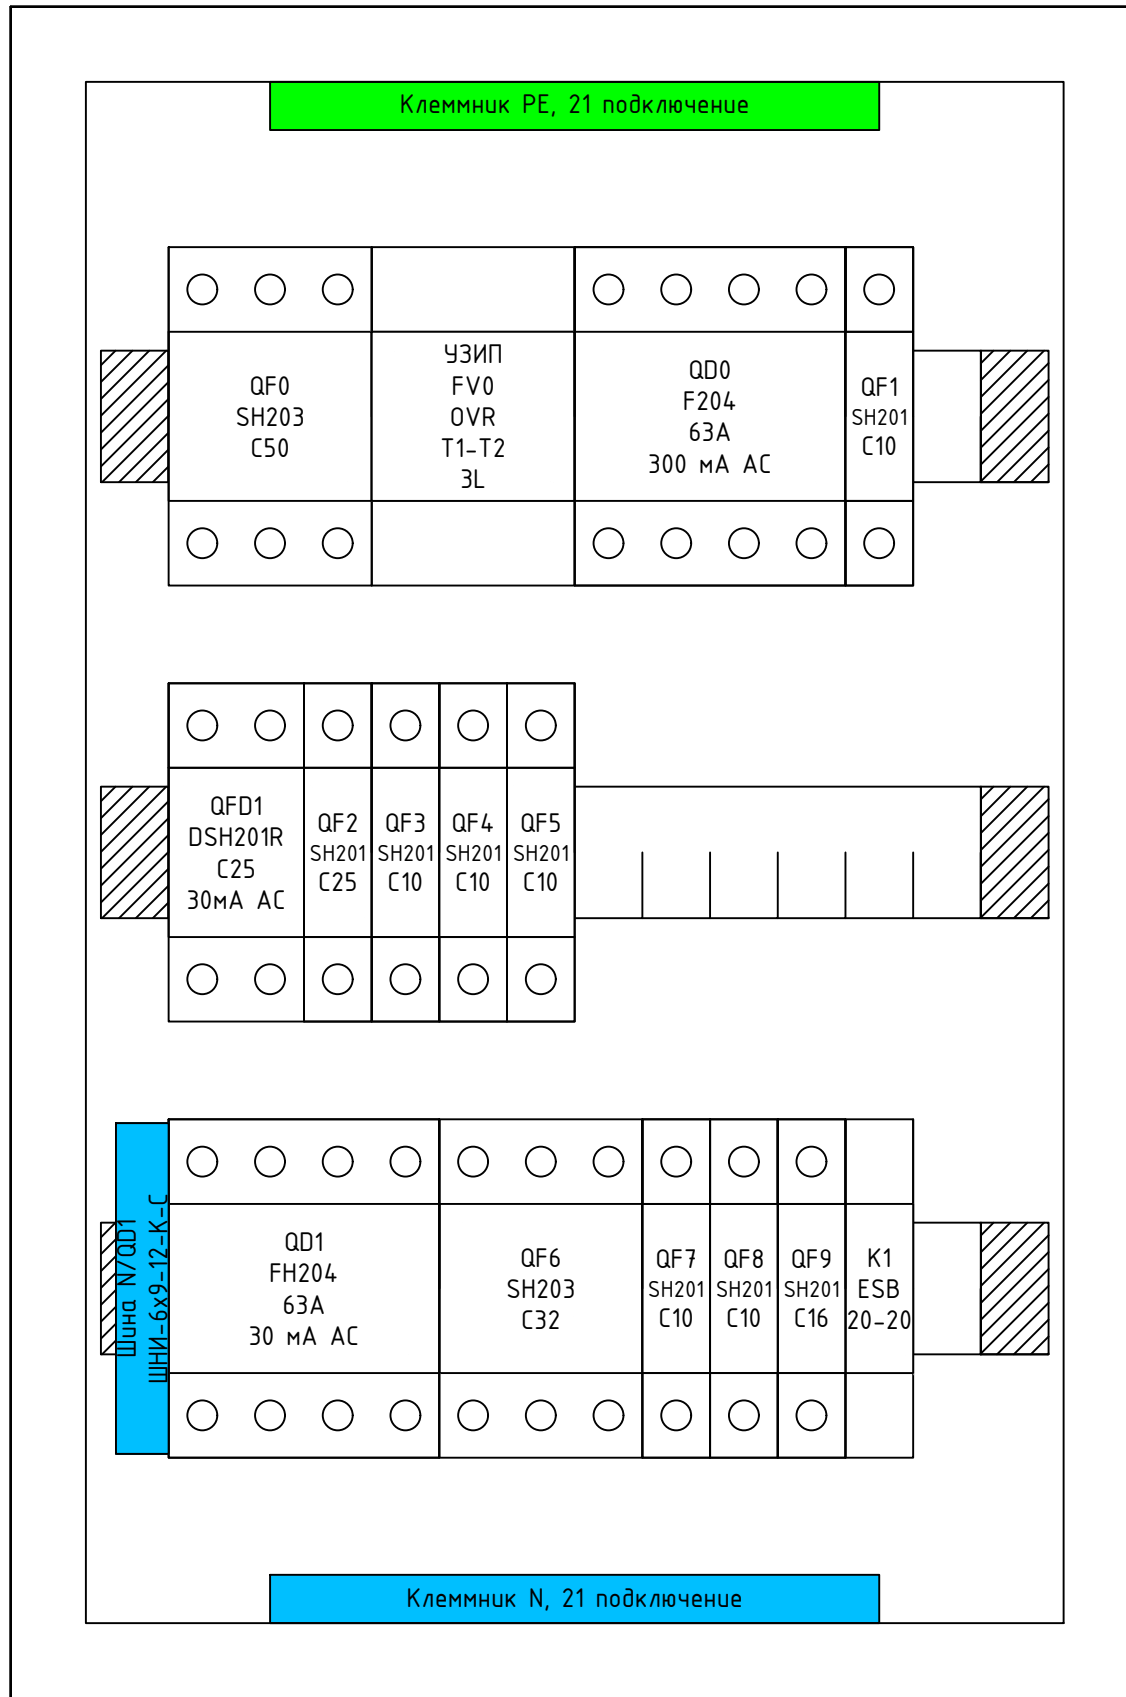 Клеммник PE, 21 подключение
QF0
SH203
C50
УЗИП
FV0
OVR
T1-T2
3L
QD0
F204
63A
300 мА AC
QF1
SH201
C10
QFD1
DSH201R
C25
30мА AC
QF2
SH201
C25
QF3
SH201
C10
QF4
SH201
C10
QF5
SH201
C10
Шина N/QD1
ШНИ-6х9-12-К-С
QD1
FH204
63A
30 мА AC
QF6
SH203
C32
QF7
SH201
C10
QF8
SH201
C10
QF9
SH201
C16
K1
ESB
20-20
Клеммник N, 21 подключение